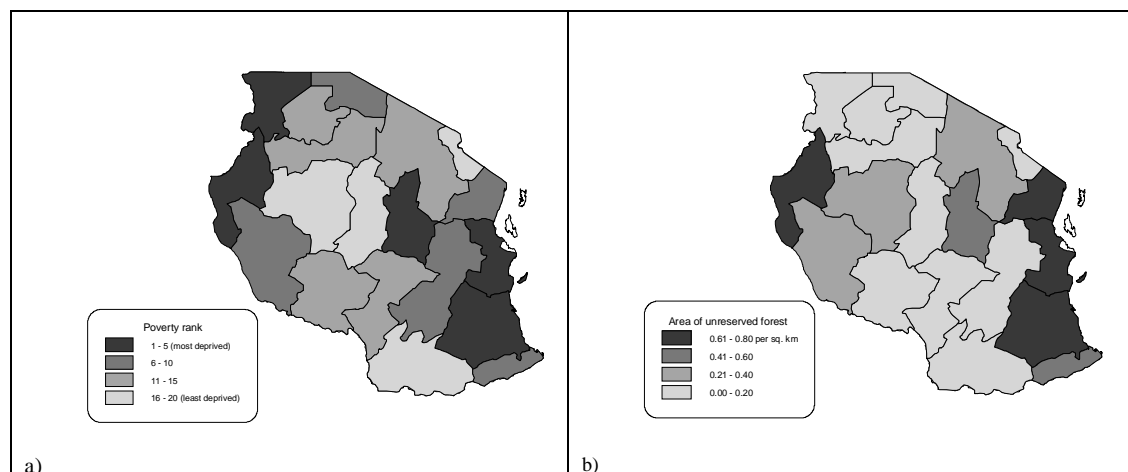 Poverty rank
1 - 5 (most deprived)
6 - 10
11 - 15
16 - 20 (least deprived)
a)
Area of unreserved forest
0.61 - 0.80 per sq. km
0.41 - 0.60
0.21 - 0.40
0.00 - 0.20
b)